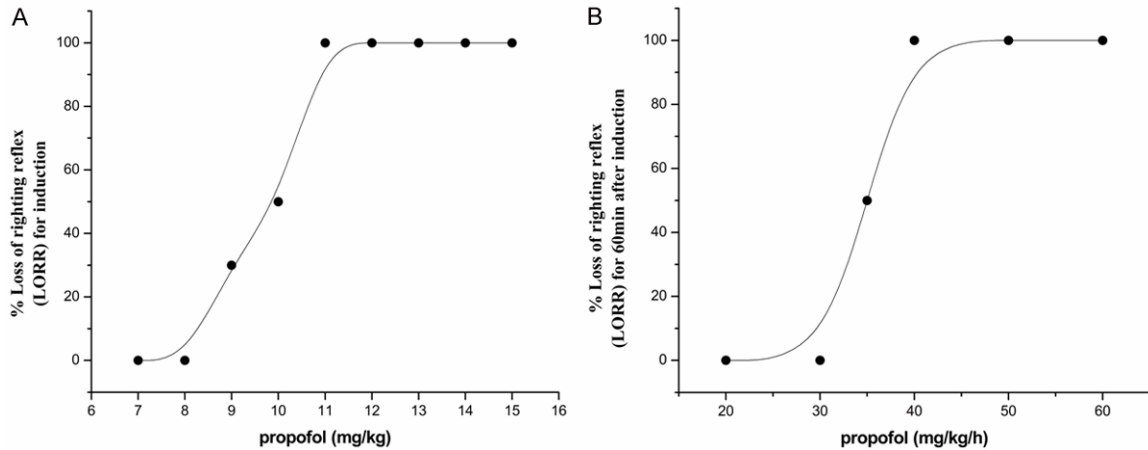 A
% Loss of righting reflex
(LORR) for induction
100
80
60
40
20
0
6 7 8 9 10 11 12 13 14 15 16
propofol (mg/kg)
B
% Loss of righting reflex
(LORR) for 60min after induction
100
80
60
40
20
0
20 30 40 50 60
propofol (mg/kg/h)